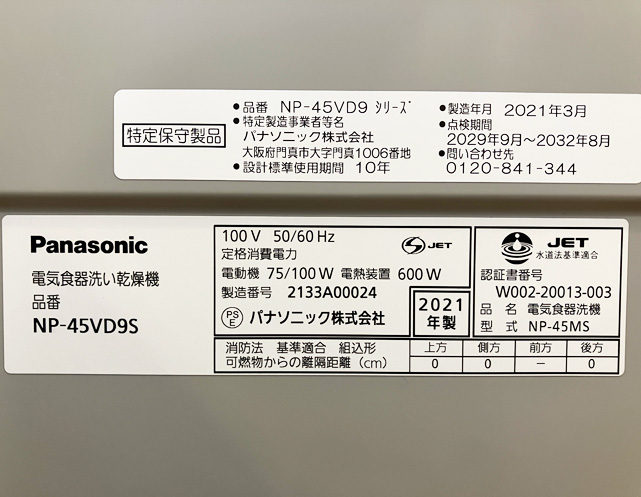 特定保守製品
●品番 NP-45VD9 シリーズ
●特定製造事業者等名
パナソニック株式会社
大阪府門真市大字門真1006番地
●設計標準使用期間 10年
●製造年月 2021年3月
●点検期間
2029年9月～2032年8月
●問い合わせ先
0120-841-344
Panasonic
電気食器洗い乾燥機
品番
NP-45VD9S
100V 50/60Hz
定格消費電力
電動機 75/100W 電熱装置 600W
製造番号 2133A00024
PSE パナソニック株式会社
JET
2021年製
JET
水道法基準適合
認証書番号
W002-20013-003
品名 電気食器洗機
型式 NP-45MS
消防法 基準適合 組込形
可燃物からの離隔距離(cm)
上方 側方 前方 後方
0 0 － 0